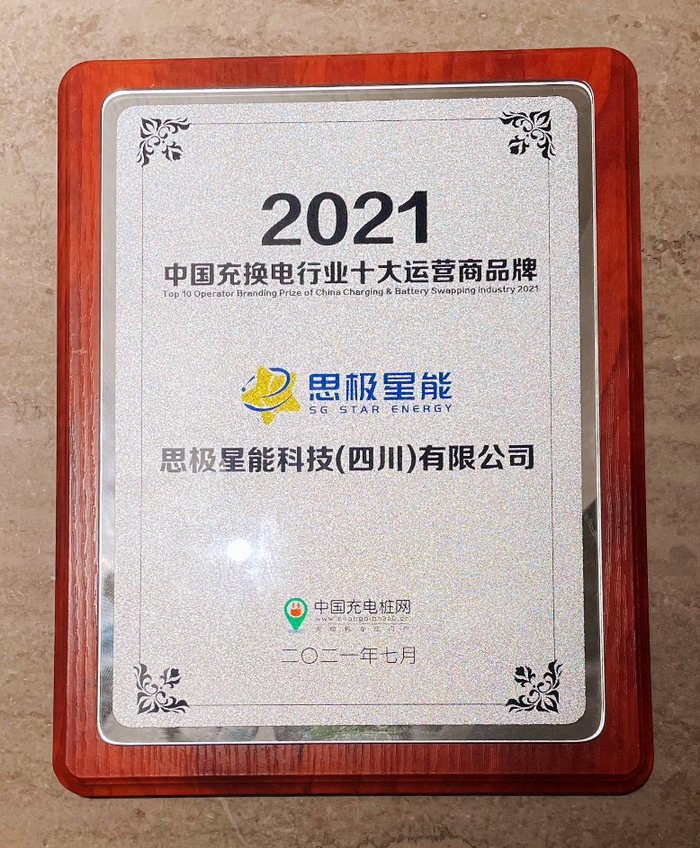 2021
中国充换电行业十大运营商品牌
Top 10 Operator Branding Prize of China Charging & Battery Swapping Industry 2021
思极星能
SG STAR ENERGY
思极星能科技(四川)有限公司
中国充电桩网
二〇二一年七月